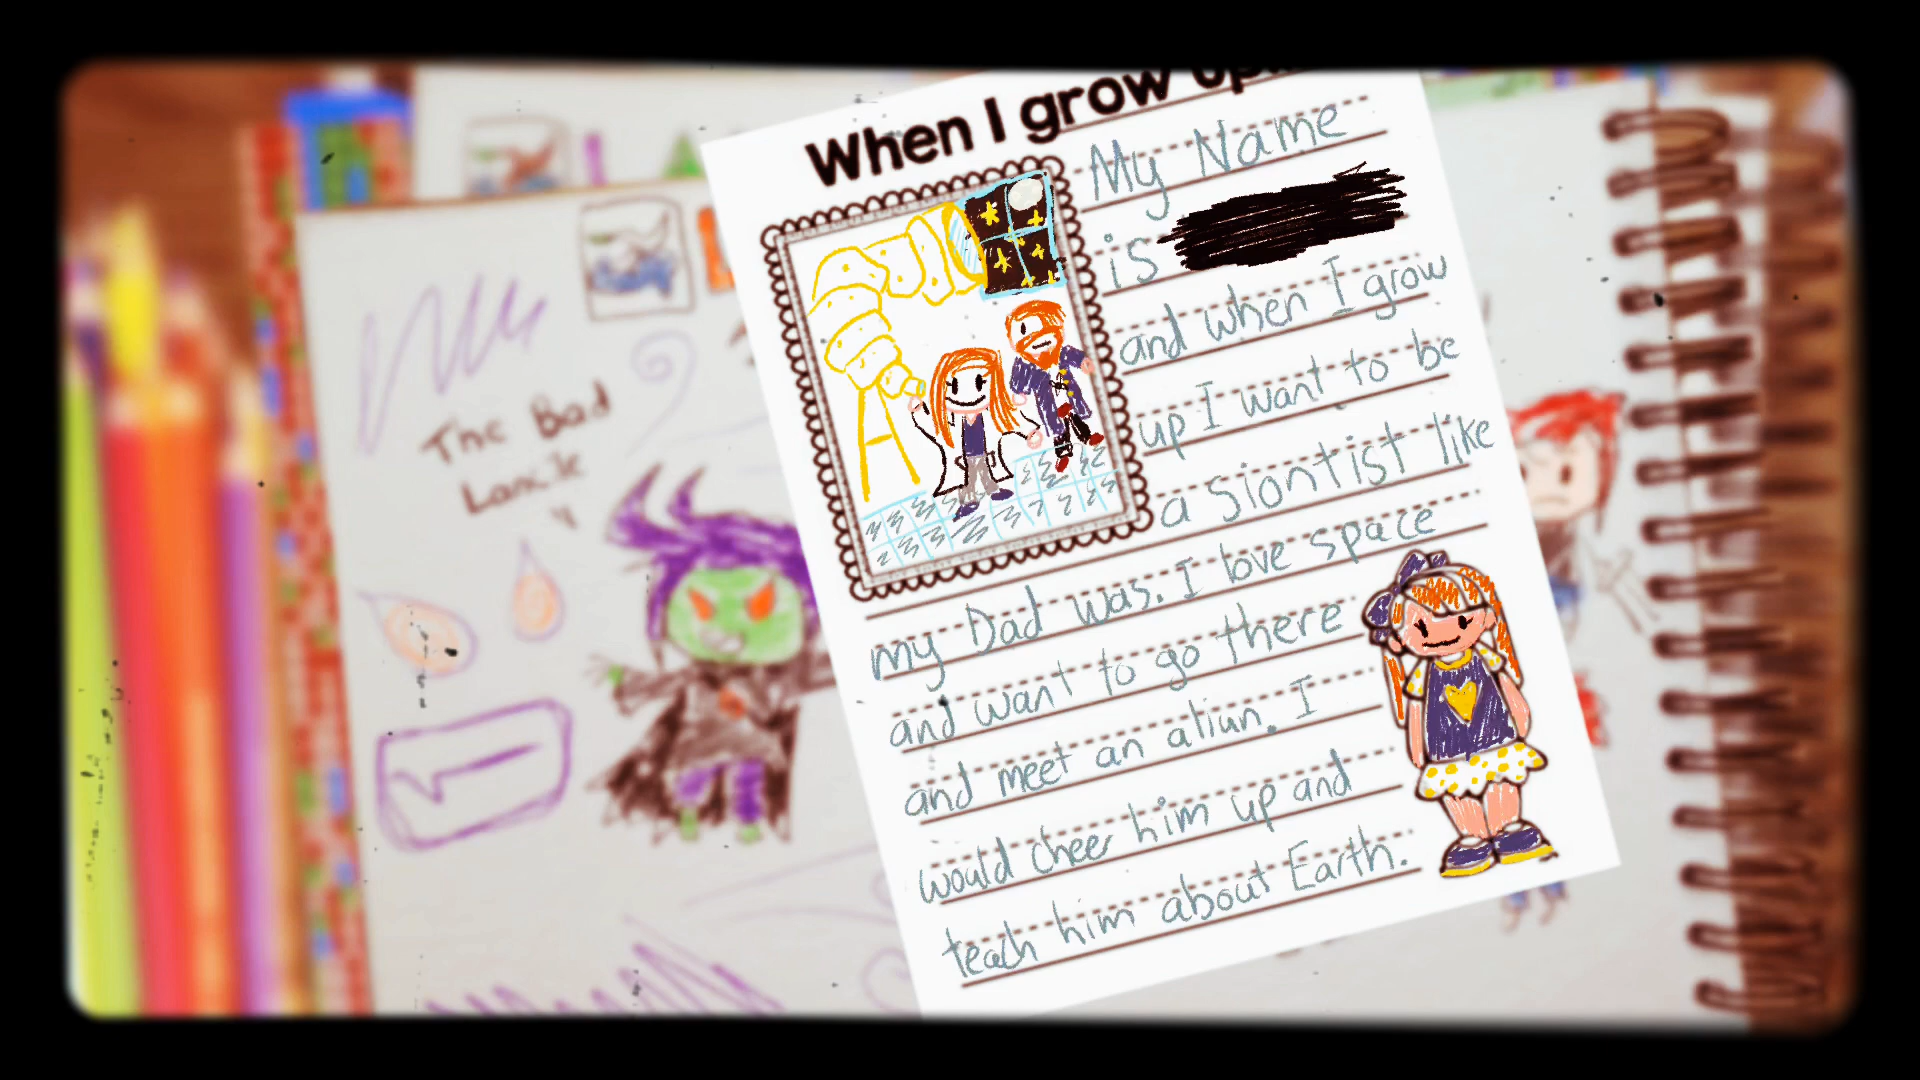 When I grow up
My Name
is
and when I grow
up I want to be
a siontist like
my Dad was. I love space
and want to go there
and meet an aliun. I
would cheer him up and
teach him about Earth.
The Bad